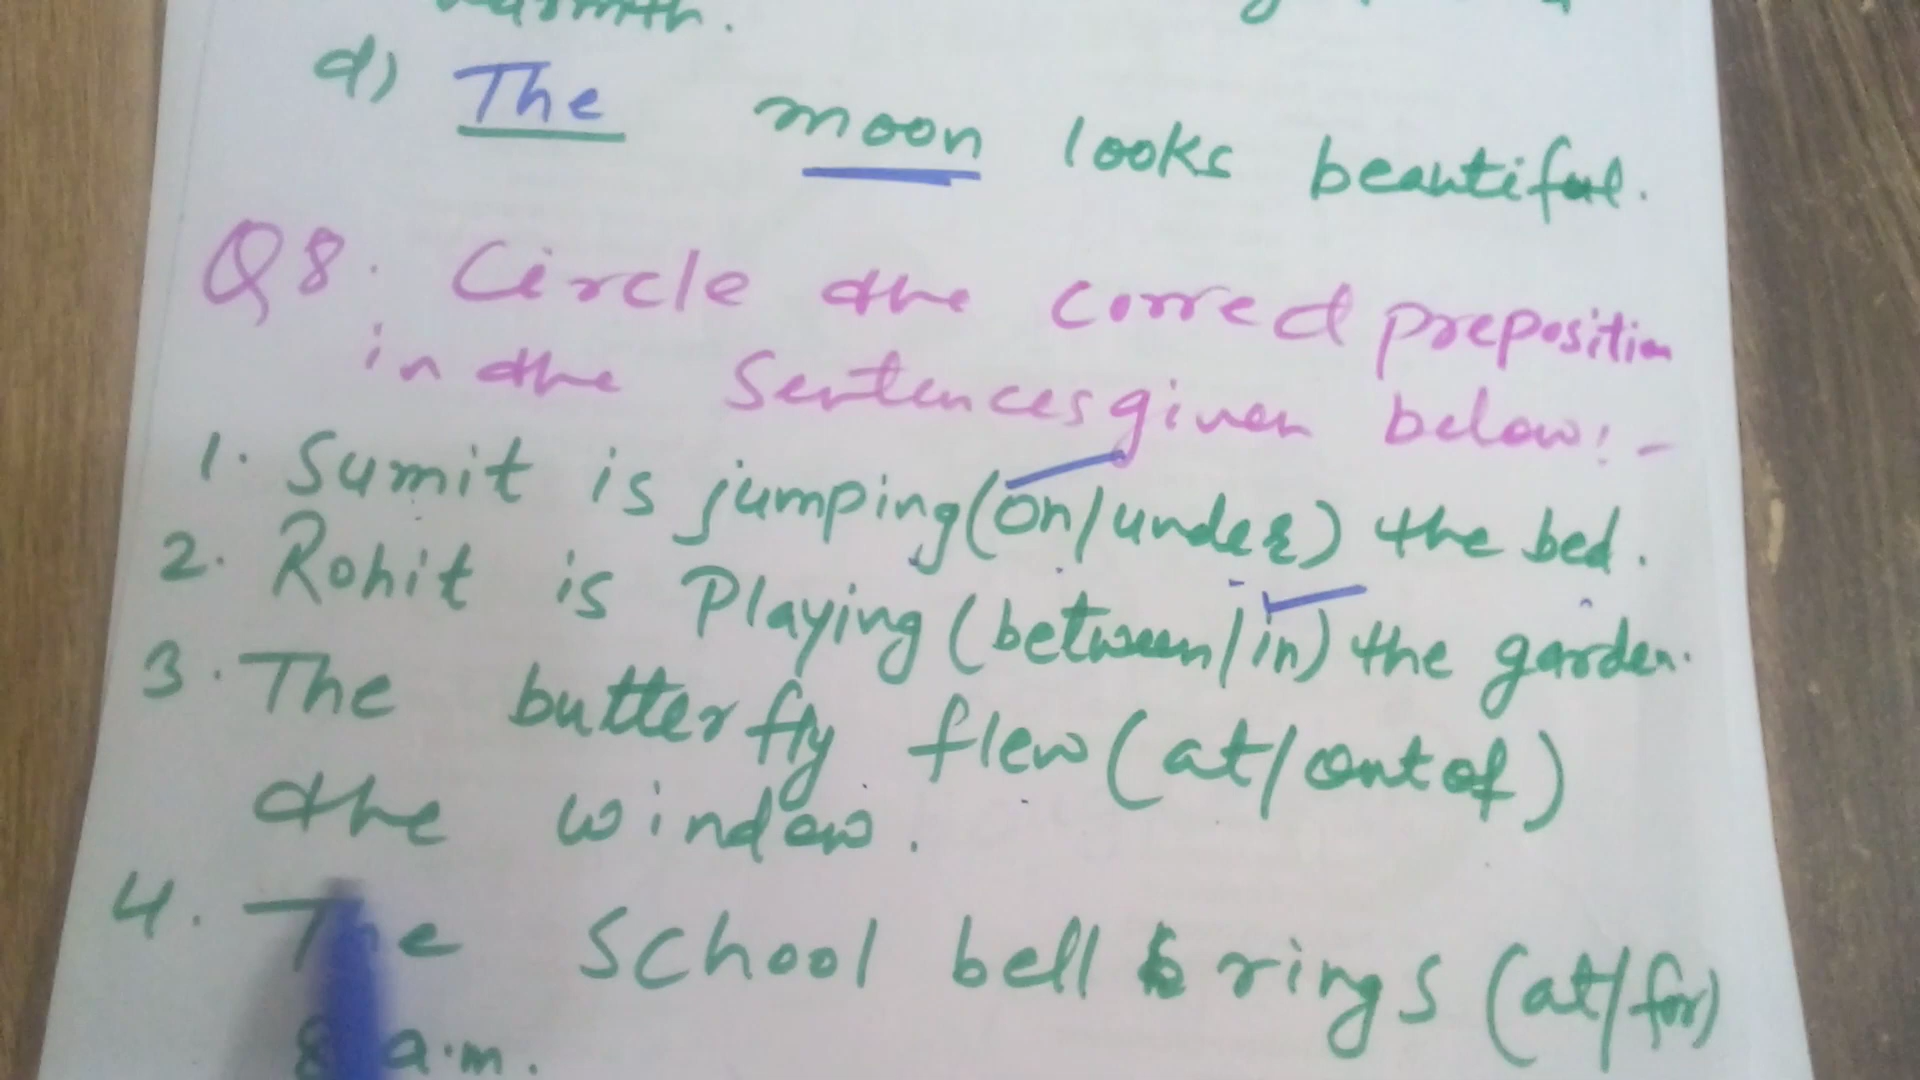 d) The moon looks beautiful.
Q8. Circle the correct preposition
in the Sentences given below:-
1. Sumit is jumping (on/under) the bed.
2. Rohit is Playing (between/in) the garden.
3. The butterfly flew (at/out of)
the window.
4. The School bell rings (at/for)
8 a.m.